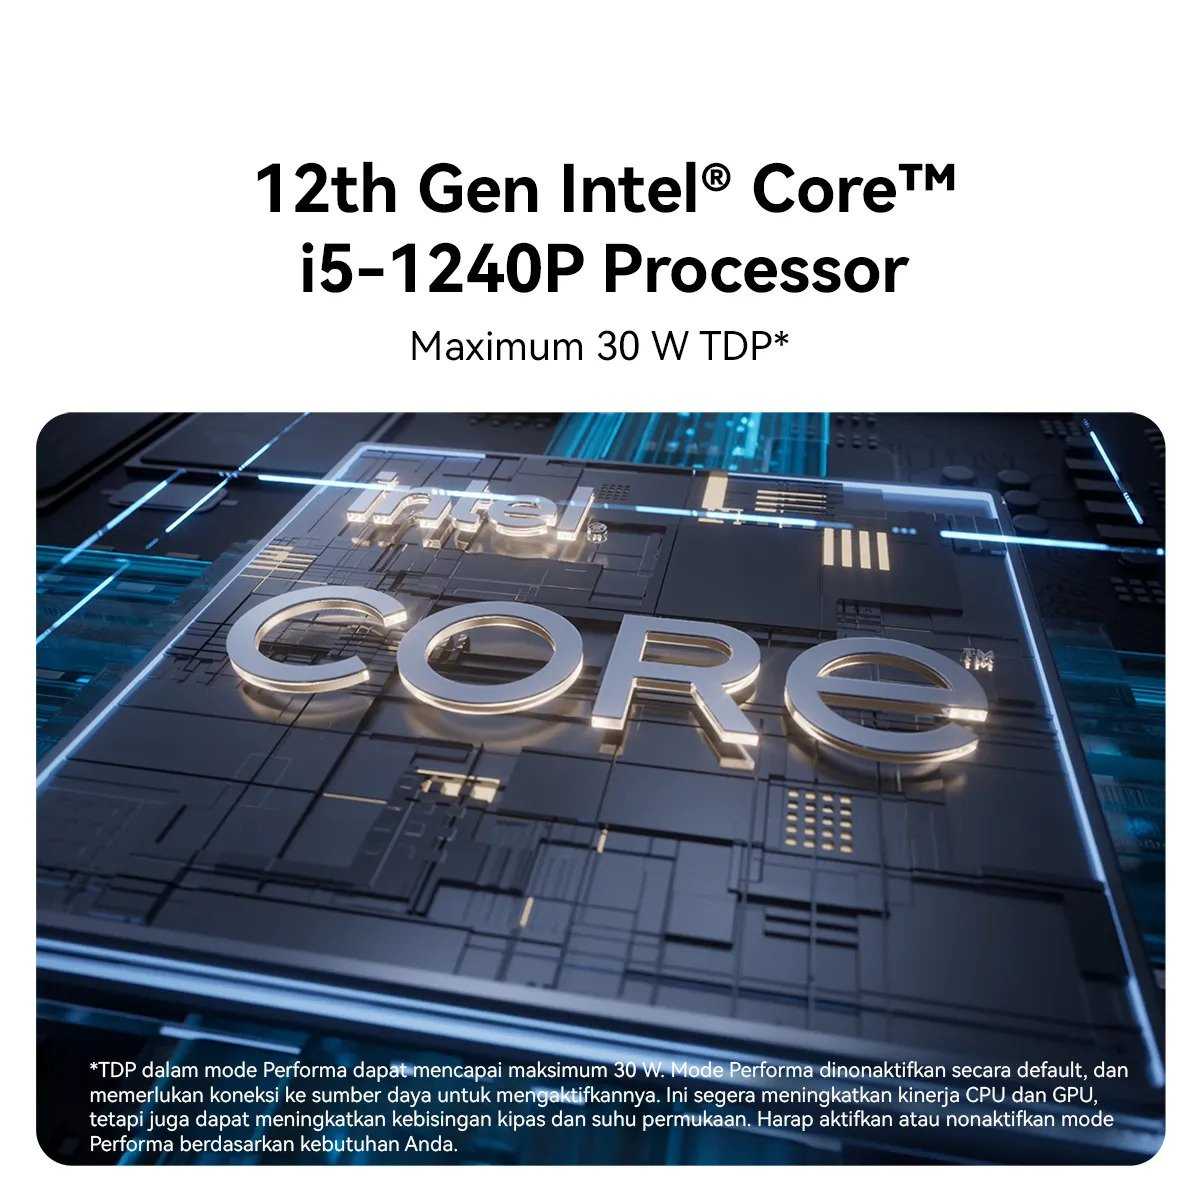 12th Gen Intel® Core™
i5-1240P Processor
Maximum 30 W TDP*
intel®
CORE™
*TDP dalam mode Performa dapat mencapai maksimum 30 W. Mode Performa dinonaktifkan secara default, dan
memerlukan koneksi ke sumber daya untuk mengaktifkannya. Ini segera meningkatkan kinerja CPU dan GPU,
tetapi juga dapat meningkatkan kebisingan kipas dan suhu permukaan. Harap aktifkan atau nonaktifkan mode
Performa berdasarkan kebutuhan Anda.